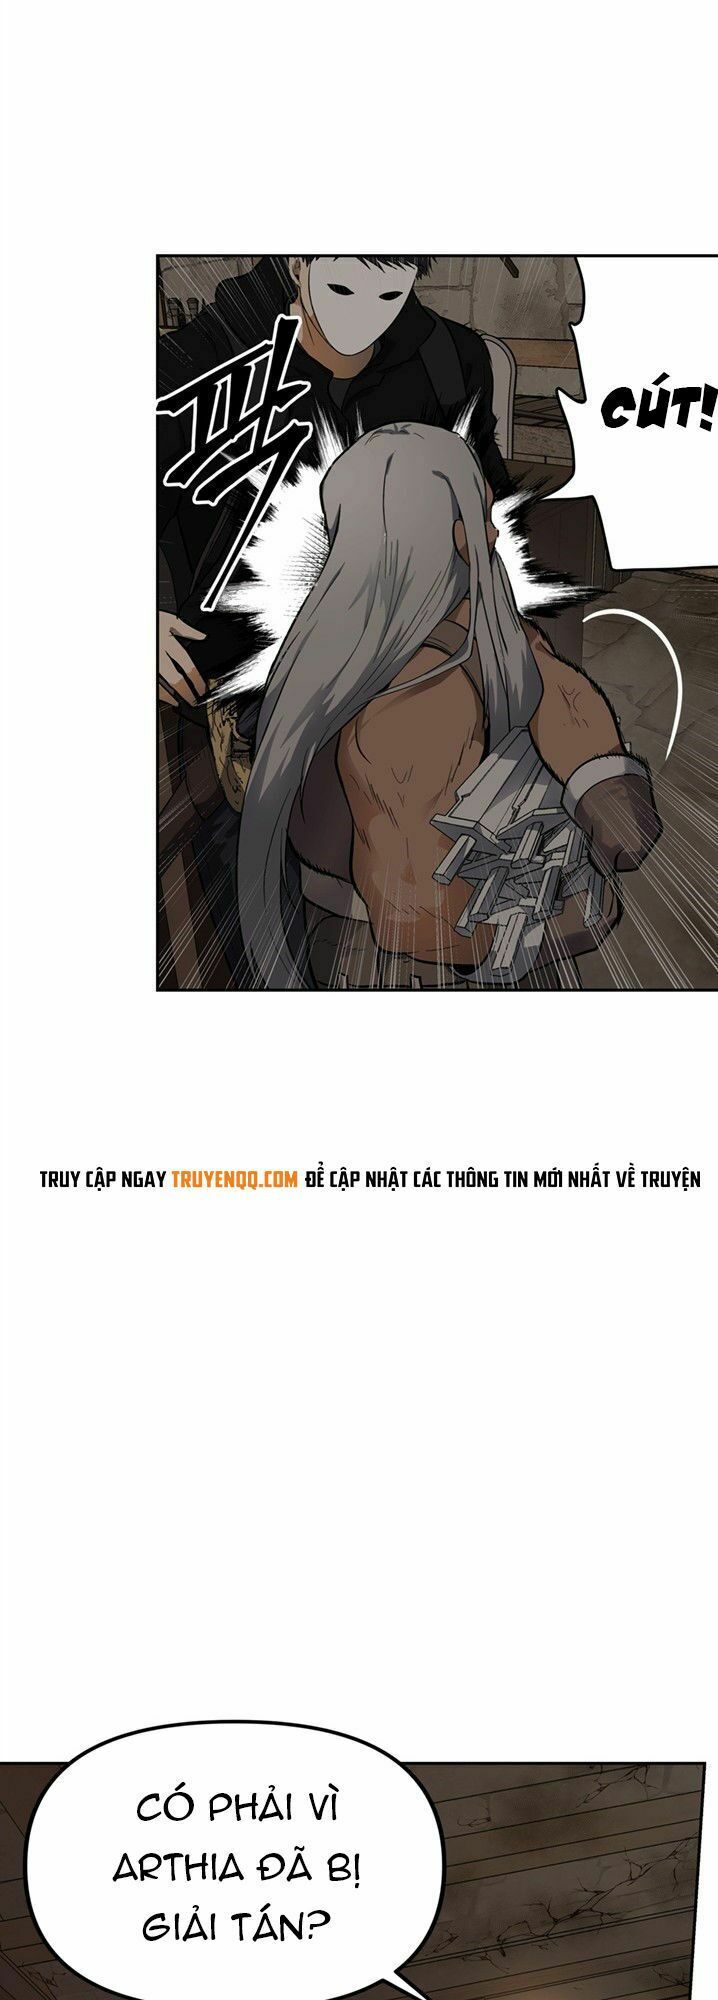 팍
CÚT!
TRUY CẬP NGAY TRUYENQQ.COM ĐỂ CẬP NHẬT CÁC THÔNG TIN MỚI NHẤT VỀ TRUYỆN
CÓ PHẢI VÌ
ARTHIA ĐÃ BỊ
GIẢI TÁN?